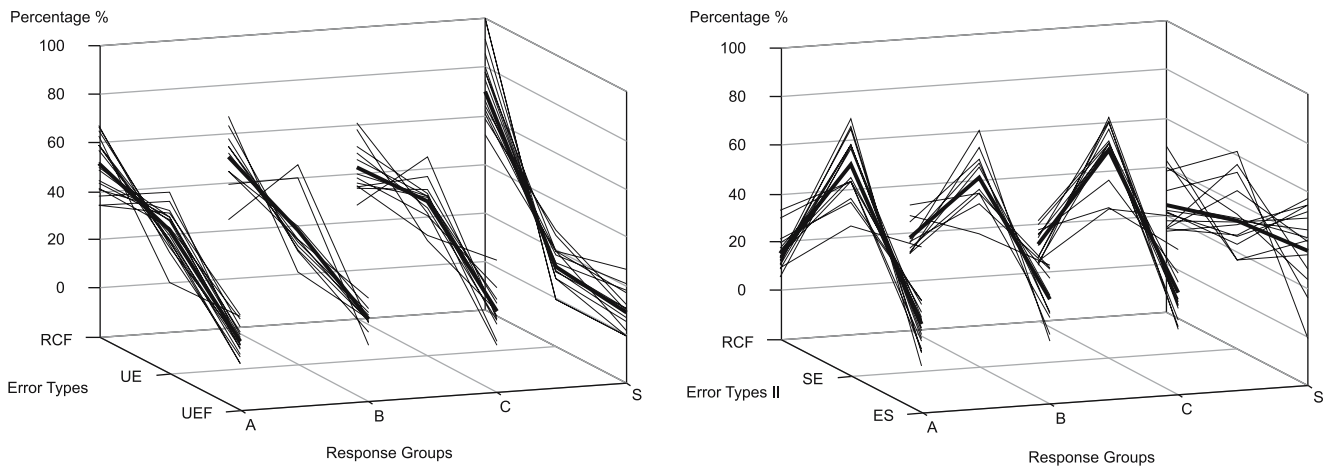 Percentage %
100
80
60
40
20
0
RCF
UE
Error Types
UEF
A
B
C
S
Response Groups
Percentage %
100
80
60
40
20
0
RCF
SE
Error Types II
ES
A
B
C
S
Response Groups